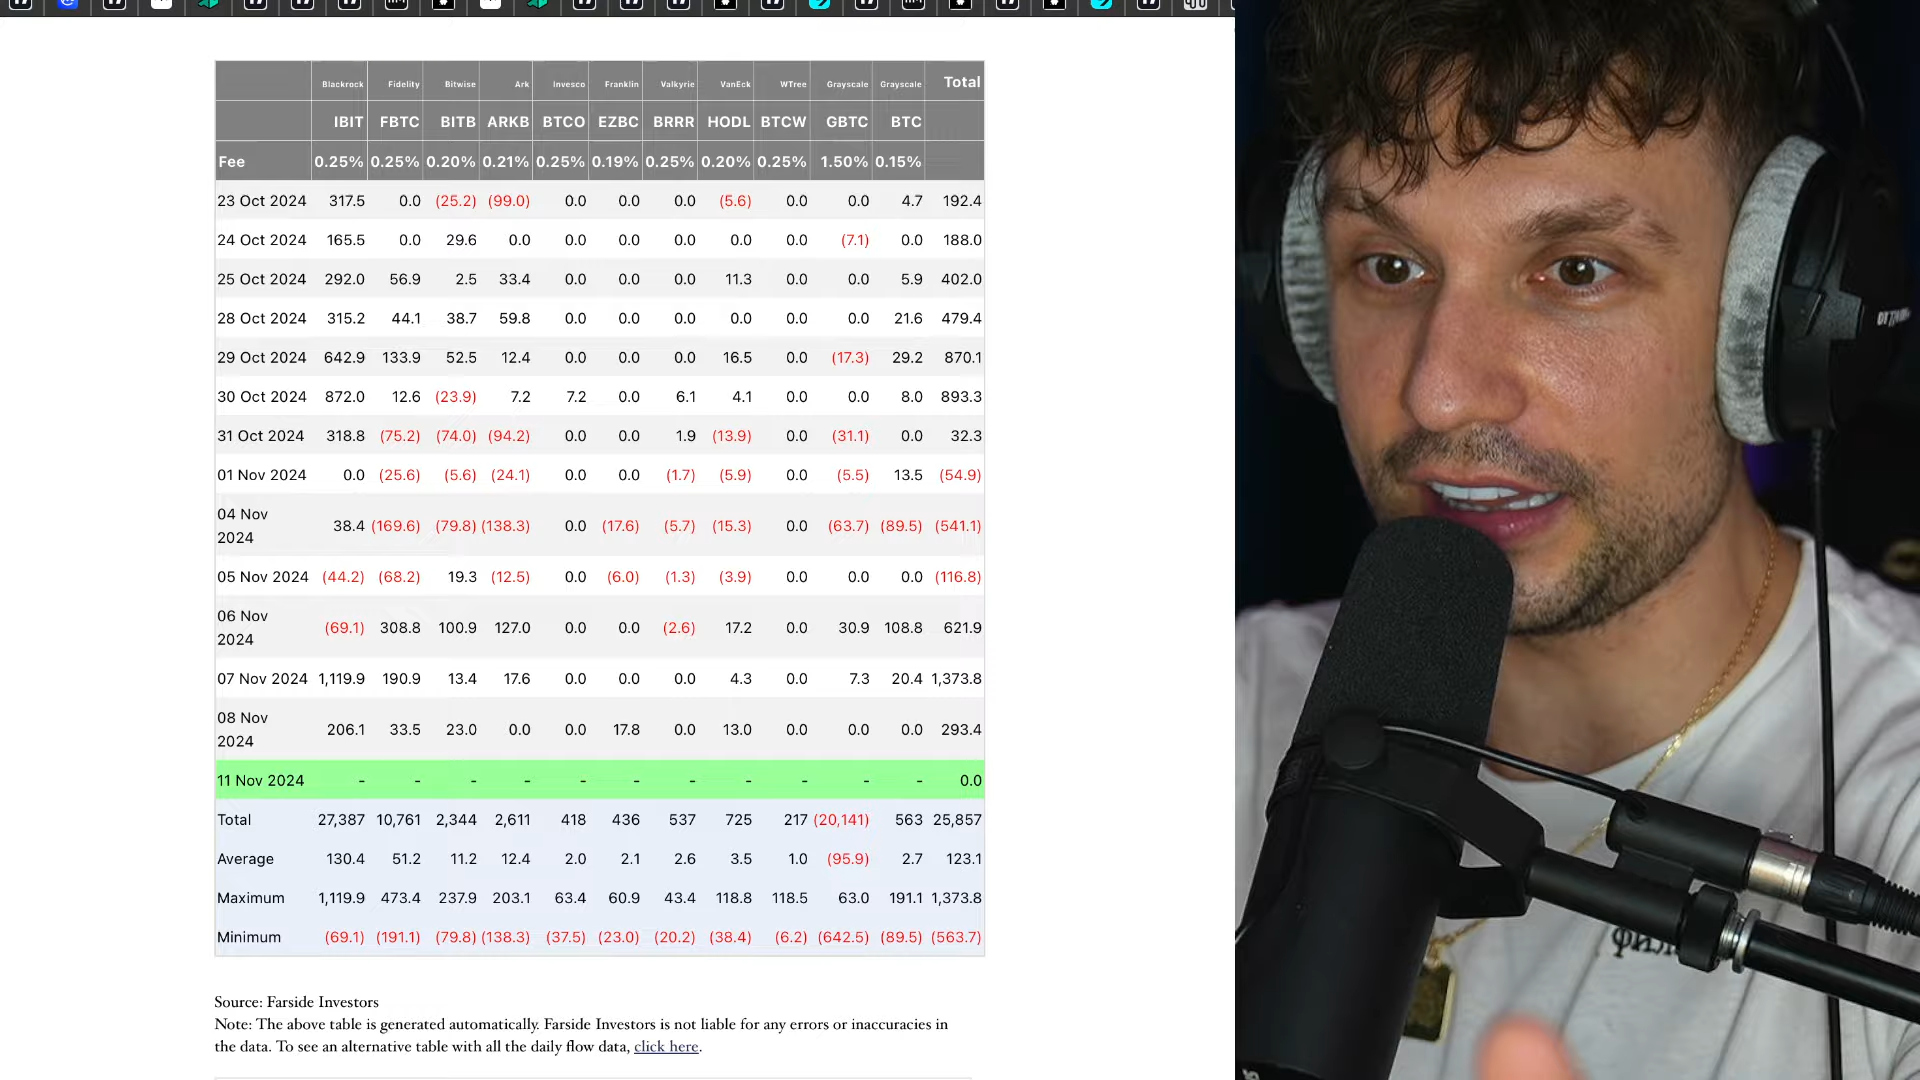 Blackrock Fidelity Bitwise Ark Invesco Franklin Valkyrie VanEck WTree Grayscale Grayscale Total
IBIT FBTC BITB ARKB BTCO EZBC BRRR HODL BTCW GBTC BTC
Fee 0.25% 0.25% 0.20% 0.21% 0.25% 0.19% 0.25% 0.20% 0.25% 1.50% 0.15%
23 Oct 2024 317.5 0.0 (25.2) (99.0) 0.0 0.0 0.0 (5.6) 0.0 0.0 4.7 192.4
24 Oct 2024 165.5 0.0 29.6 0.0 0.0 0.0 0.0 0.0 0.0 (7.1) 0.0 188.0
25 Oct 2024 292.0 56.9 2.5 33.4 0.0 0.0 0.0 11.3 0.0 0.0 5.9 402.0
28 Oct 2024 315.2 44.1 38.7 59.8 0.0 0.0 0.0 0.0 0.0 0.0 21.6 479.4
29 Oct 2024 642.9 133.9 52.5 12.4 0.0 0.0 0.0 16.5 0.0 (17.3) 29.2 870.1
30 Oct 2024 872.0 12.6 (23.9) 7.2 7.2 0.0 6.1 4.1 0.0 0.0 8.0 893.3
31 Oct 2024 318.8 (75.2) (74.0) (94.2) 0.0 0.0 1.9 (13.9) 0.0 (31.1) 0.0 32.3
01 Nov 2024 0.0 (25.6) (5.6) (24.1) 0.0 0.0 (1.7) (5.9) 0.0 (5.5) 13.5 (54.9)
04 Nov
2024 38.4 (169.6) (79.8) (138.3) 0.0 (17.6) (5.7) (15.3) 0.0 (63.7) (89.5) (541.1)
05 Nov 2024 (44.2) (68.2) 19.3 (12.5) 0.0 (6.0) (1.3) (3.9) 0.0 0.0 0.0 (116.8)
06 Nov
2024 (69.1) 308.8 100.9 127.0 0.0 0.0 (2.6) 17.2 0.0 30.9 108.8 621.9
07 Nov 2024 1,119.9 190.9 13.4 17.6 0.0 0.0 0.0 4.3 0.0 7.3 20.4 1,373.8
08 Nov
2024 206.1 33.5 23.0 0.0 0.0 17.8 0.0 13.0 0.0 0.0 0.0 293.4
11 Nov 2024 - - - - - - - - - - - 0.0
Total 27,387 10,761 2,344 2,611 418 436 537 725 217 (20,141) 563 25,857
Average 130.4 51.2 11.2 12.4 2.0 2.1 2.6 3.5 1.0 (95.9) 2.7 123.1
Maximum 1,119.9 473.4 237.9 203.1 63.4 60.9 43.4 118.8 118.5 63.0 191.1 1,373.8
Minimum (69.1) (191.1) (79.8) (138.3) (37.5) (23.0) (20.2) (38.4) (6.2) (642.5) (89.5) (563.7)
Source: Farside Investors
Note: The above table is generated automatically. Farside Investors is not liable for any errors or inaccuracies in
the data. To see an alternative table with all the daily flow data, click here.